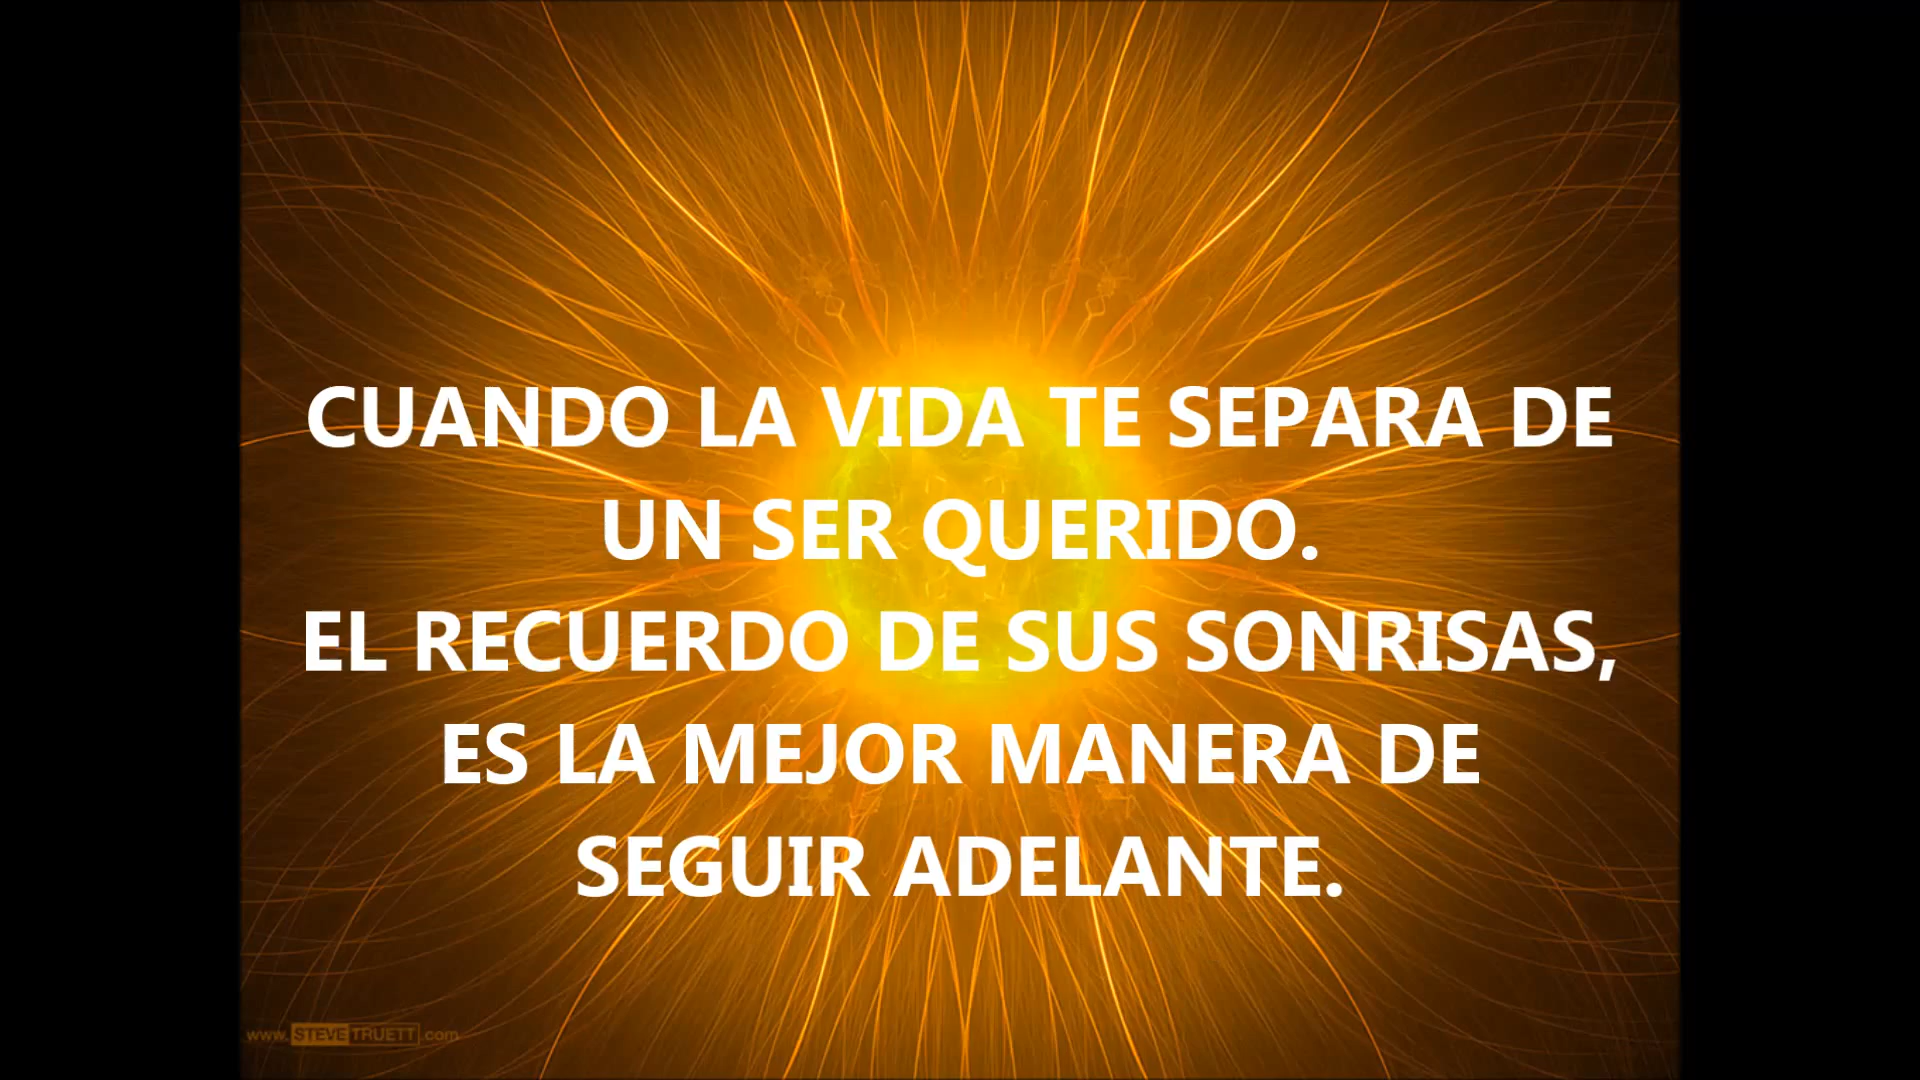 CUANDO LA VIDA TE SEPARA DE
UN SER QUERIDO.
EL RECUERDO DE SUS SONRISAS,
ES LA MEJOR MANERA DE
SEGUIR ADELANTE.
www.STEVETRUETT.com